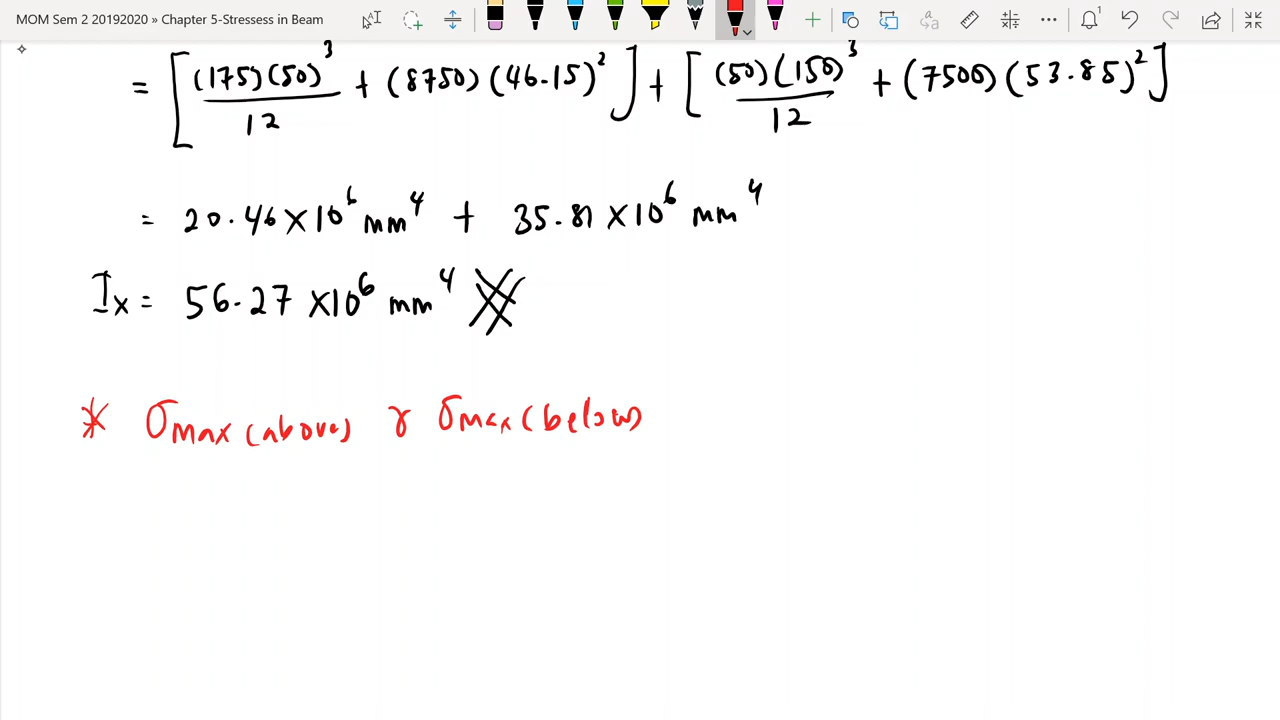 MOM Sem 2 20192020 » Chapter 5-Stressess in Beam
= [(175)(50)³/12 + (8750)(46.15)²] + [(50)(150)³/12 + (7500)(53.85)²]
= 20.46 × 10⁶ mm⁴ + 35.81 × 10⁶ mm⁴
Ix = 56.27 × 10⁶ mm⁴
* σmax (above) & σmax (below)